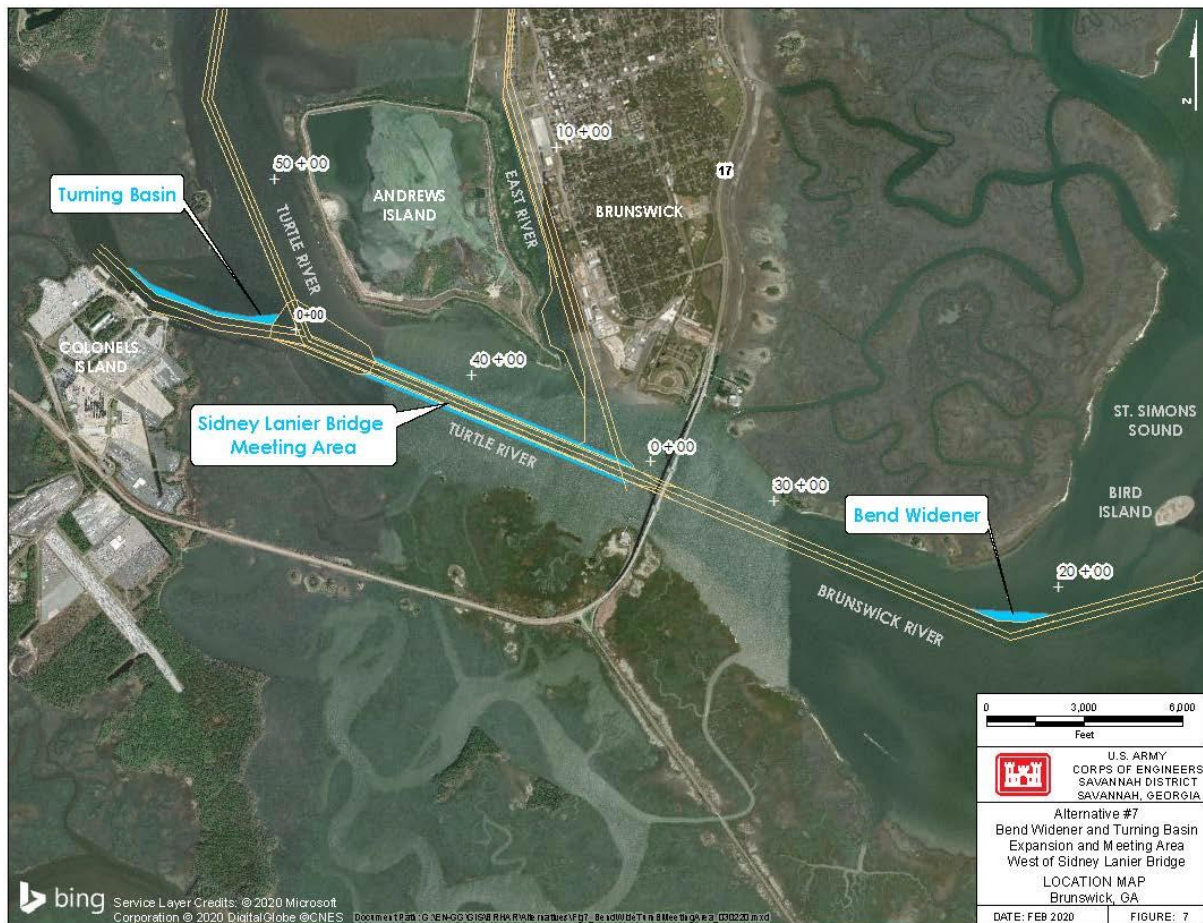 10 + 00
50 + 00
17
Turning Basin
ANDREWS
ISLAND
EAST RIVER
BRUNSWICK
TURTLE RIVER
0+00
COLONELS
ISLAND
40 + 00
Sidney Lanier Bridge
Meeting Area
TURTLE RIVER
0 + 00
30 + 00
ST. SIMONS
SOUND
BIRD
ISLAND
Bend Widener
20 + 00
BRUNSWICK RIVER
N
0 3,000 6,000
Feet
U.S. ARMY
CORPS OF ENGINEERS
SAVANNAH DISTRICT
SAVANNAH, GEORGIA
Alternative #7
Bend Widener and Turning Basin
Expansion and Meeting Area
West of Sidney Lanier Bridge
LOCATION MAP
Brunswick, GA
DATE: FEB 2020 FIGURE: 7
bing
Service Layer Credits: © 2020 Microsoft
Corporation © 2020 DigitalGlobe ©CNES